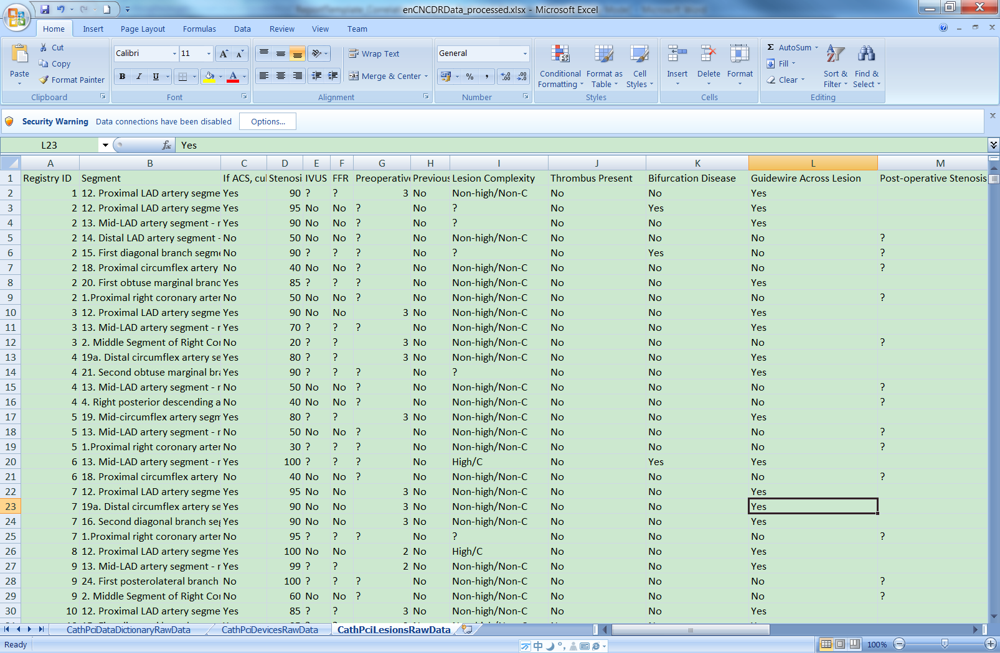 enCNCDRData_processed.xlsx - Microsoft Excel
Home Insert Page Layout Formulas Data Review View Team
Paste Cut Copy Format Painter Clipboard
Calibri 11 A A B I U A Font
Wrap Text Merge & Center Alignment
General % , .00 .00 Number
Conditional Formatting Format as Table Cell Styles Styles
Insert Delete Format Cells
Σ AutoSum Fill Clear Sort & Filter Find & Select Editing
Security Warning Data connections have been disabled Options...
L23 fx Yes
A B C D E F G H I J K L M
1 Registry ID Segment If ACS, cul Stenosi IVUS FFR Preoperative Previous Lesion Complexity Thrombus Present Bifurcation Disease Guidewire Across Lesion Post-operative Stenosis
2 1 12. Proximal LAD artery segme Yes 90 ? ? 3 No Non-high/Non-C No No Yes
3 2 12. Proximal LAD artery segme Yes 95 No No ? No ? No Yes Yes
4 2 13. Mid-LAD artery segment - r Yes 90 No No ? No ? No No Yes
5 2 14. Distal LAD artery segment - No 50 No No ? No Non-high/Non-C No No No ?
6 2 15. First diagonal branch segme No 90 ? ? ? No ? No Yes No ?
7 2 18. Proximal circumflex artery No 40 No No ? No Non-high/Non-C No No No ?
8 2 20. First obtuse marginal branc Yes 85 ? ? ? No Non-high/Non-C No No Yes
9 2 1.Proximal right coronary arter No 50 No No ? No Non-high/Non-C No No No ?
10 3 12. Proximal LAD artery segme Yes 90 No No 3 No Non-high/Non-C No No Yes
11 3 13. Mid-LAD artery segment - r Yes 70 ? ? ? No Non-high/Non-C No No Yes
12 3 2. Middle Segment of Right Cor No 20 ? ? 3 No Non-high/Non-C No No No ?
13 4 19a. Distal circumflex artery se Yes 80 ? ? 3 No Non-high/Non-C No No Yes
14 4 21. Second obtuse marginal bra Yes 90 ? ? ? No ? No No Yes
15 4 13. Mid-LAD artery segment - r No 50 No No ? No Non-high/Non-C No No No ?
16 4 4. Right posterior descending a No 40 No No ? No Non-high/Non-C No No No ?
17 5 19. Mid-circumflex artery segm Yes 80 ? ? 3 No Non-high/Non-C No No Yes
18 5 13. Mid-LAD artery segment - r No 50 No No ? No Non-high/Non-C No No No ?
19 5 1.Proximal right coronary arter No 30 ? ? ? No Non-high/Non-C No No No ?
20 6 13. Mid-LAD artery segment - r Yes 100 ? ? ? No High/C No Yes Yes
21 6 18. Proximal circumflex artery No 40 No No ? No Non-high/Non-C No No No ?
22 7 12. Proximal LAD artery segme Yes 95 No No 3 No Non-high/Non-C No No Yes
23 7 19a. Distal circumflex artery se Yes 90 No No 3 No Non-high/Non-C No No Yes
24 7 16. Second diagonal branch seg Yes 90 No No 3 No Non-high/Non-C No No Yes
25 7 1.Proximal right coronary arter No 95 ? ? ? No ? No No No ?
26 8 12. Proximal LAD artery segme Yes 100 No No 2 No High/C No No Yes
27 9 13. Mid-LAD artery segment - r Yes 99 ? ? 2 No Non-high/Non-C No No Yes
28 9 24. First posterolateral branch No 100 ? ? ? No Non-high/Non-C No No No ?
29 9 2. Middle Segment of Right Cor No 60 No No ? No Non-high/Non-C No No No ?
30 10 12. Proximal LAD artery segme Yes 85 ? ? 3 No Non-high/Non-C No No Yes
CathPciDataDictionaryRawData CathPciDevicesRawData CathPciLesionsRawData
Ready 中 100%